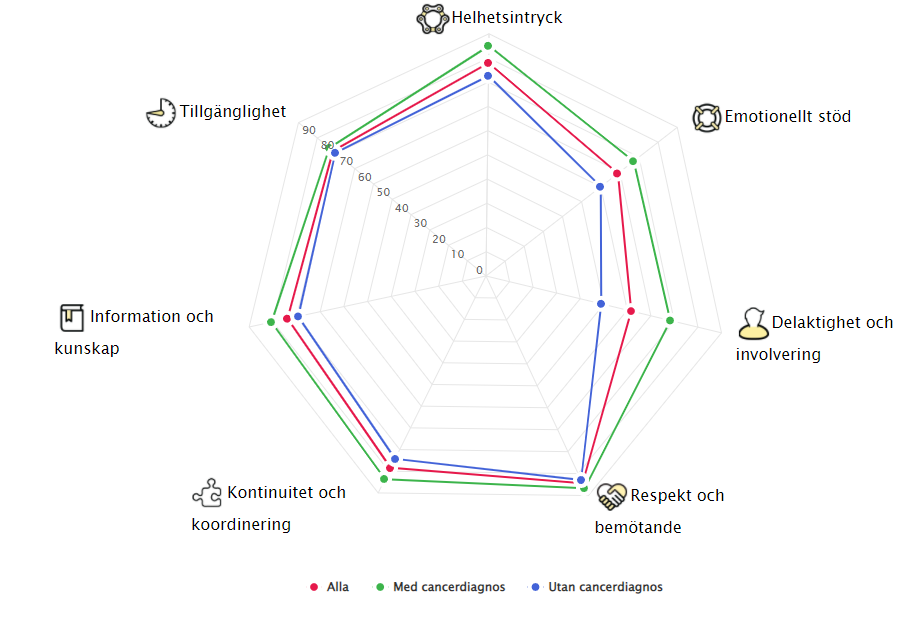 Helhetsintryck
Tillgänglighet
Emotionellt stöd
90
80
70
60
50
40
30
20
10
0
Information och
kunskap
Delaktighet och
involvering
Kontinuitet och
koordinering
Respekt och
bemötande
Alla Med cancerdiagnos Utan cancerdiagnos